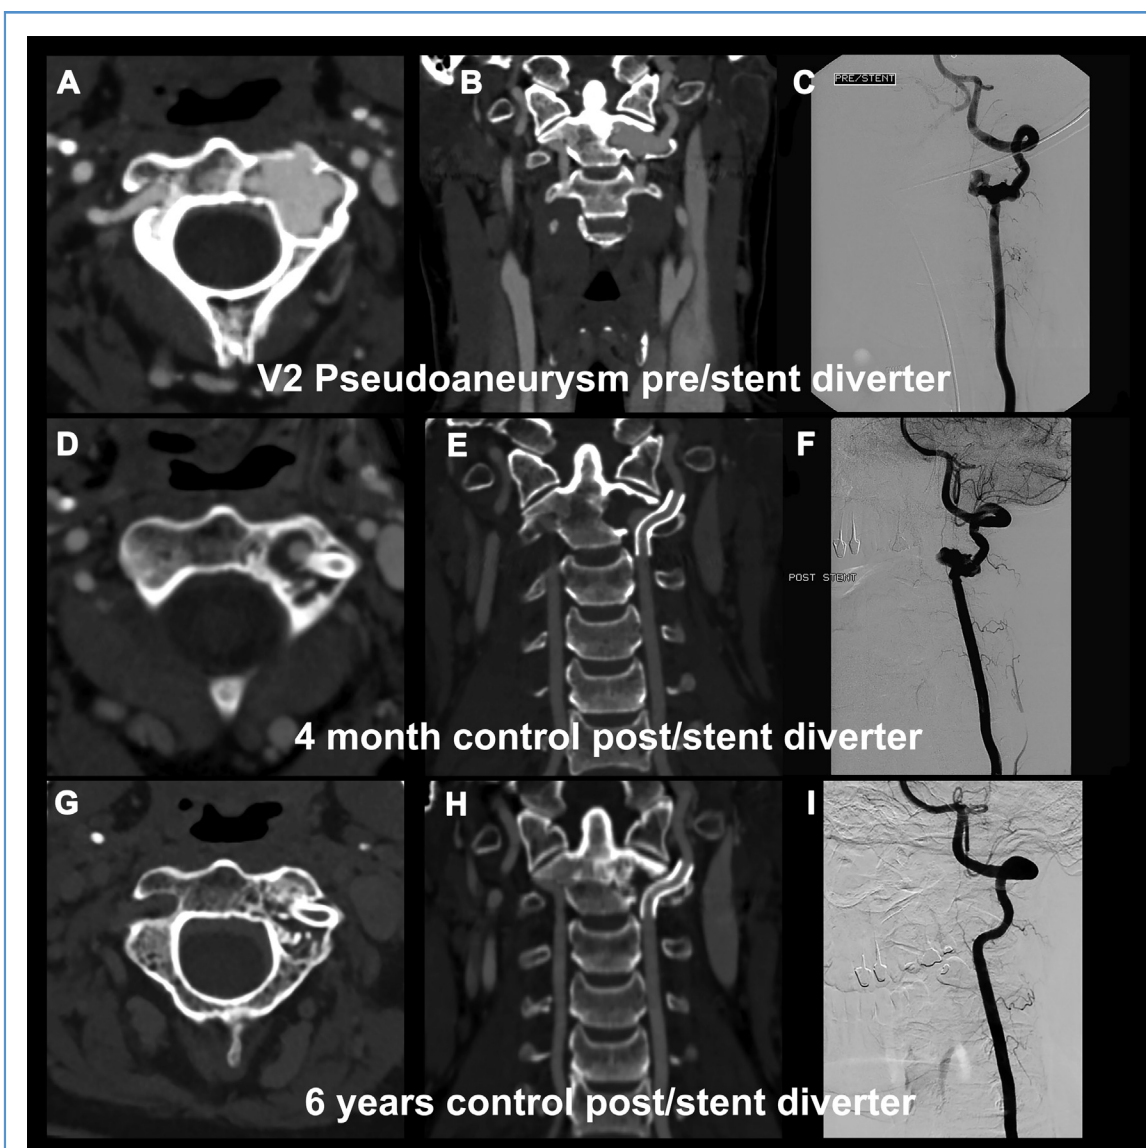 A
B
C
PRE/STENT
V2 Pseudoaneurysm pre/stent diverter
D
E
F
POST STENT
4 month control post/stent diverter
G
H
I
6 years control post/stent diverter